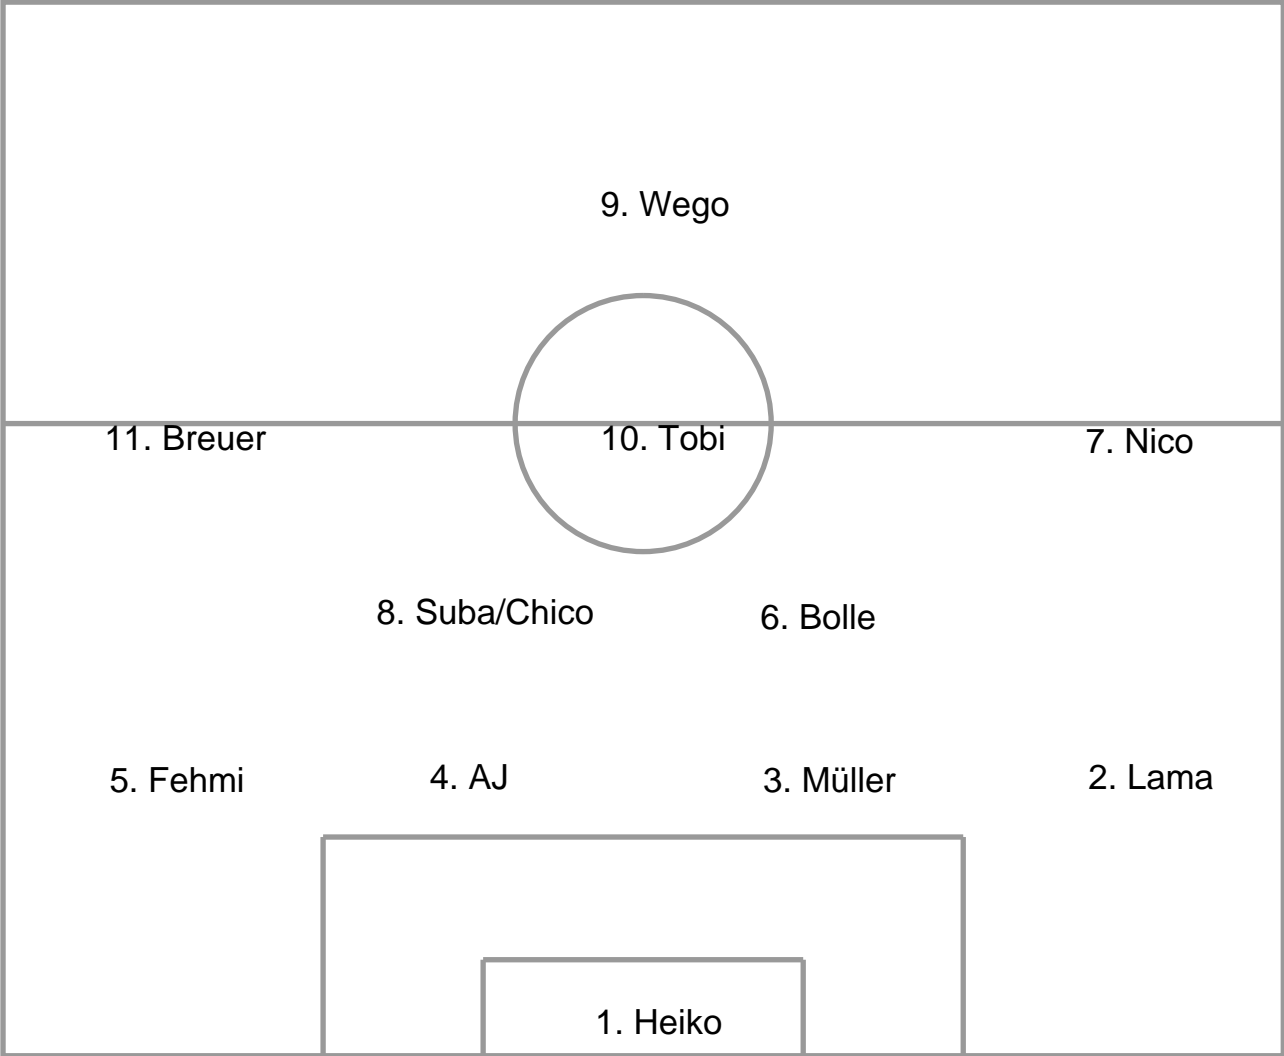 9. Wego
11. Breuer
10. Tobi
7. Nico
8. Suba/Chico
6. Bolle
5. Fehmi
4. AJ
3. Müller
2. Lama
1. Heiko